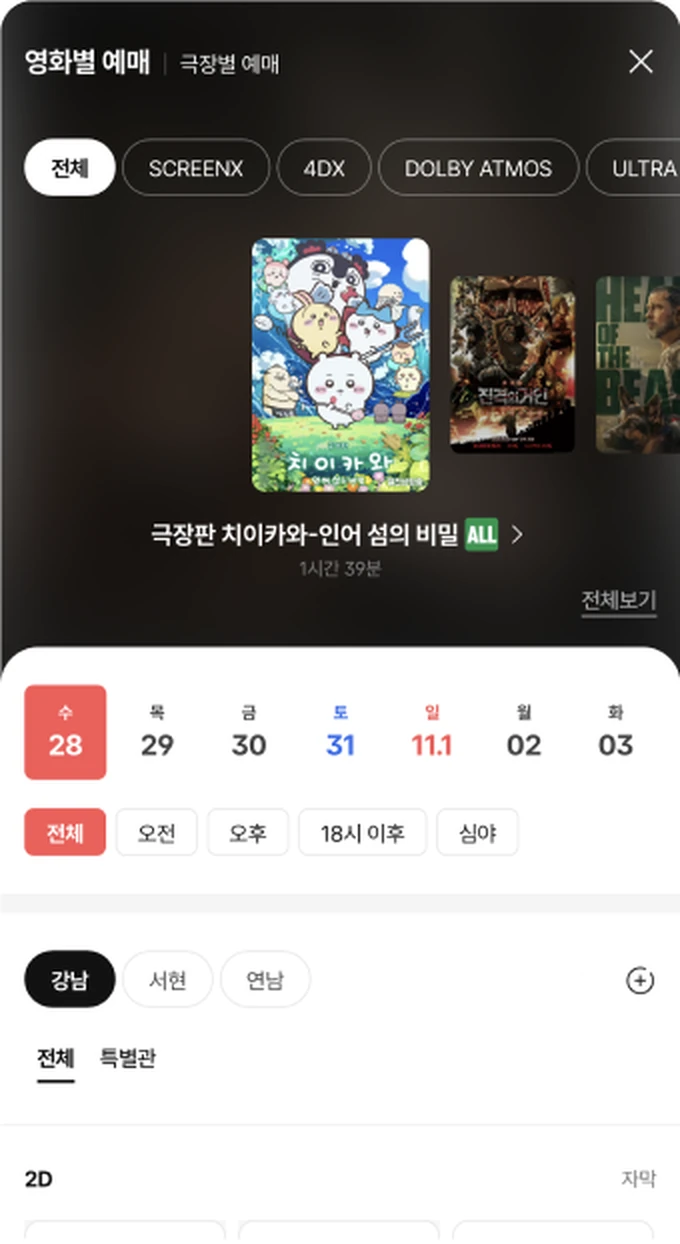 영화별 예매 극장별 예매
전체 SCREENX 4DX DOLBY ATMOS ULTRA
HEA
OF
THE
BEAS
진격의거인
치이카와
극장판 치이카와-인어 섬의 비밀 ALL
1시간 39분
전체보기
수 목 금 토 일 월 화
28 29 30 31 11.1 02 03
전체 오전 오후 18시 이후 심야
강남 서현 연남
전체 특별관
2D 자막